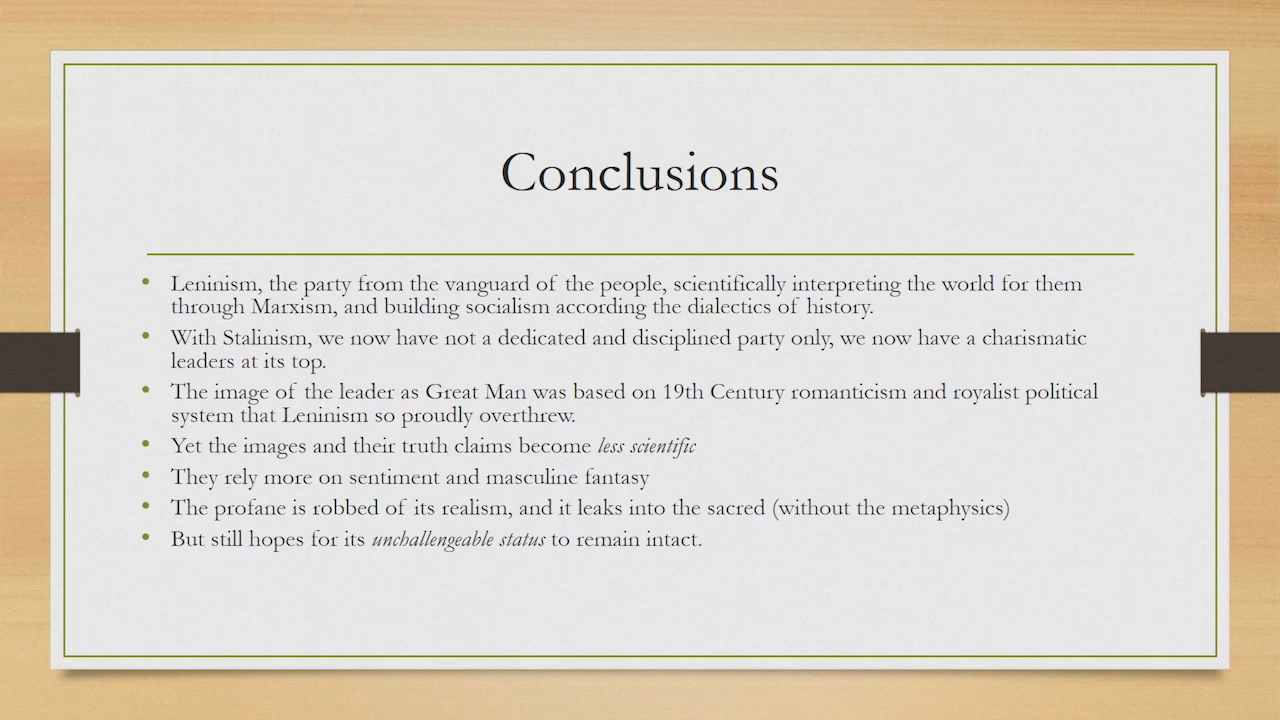 Conclusions
• Leninism, the party from the vanguard of the people, scientifically interpreting the world for them
through Marxism, and building socialism according the dialectics of history.
• With Stalinism, we now have not a dedicated and disciplined party only, we now have a charismatic
leaders at its top.
• The image of the leader as Great Man was based on 19th Century romanticism and royalist political
system that Leninism so proudly overthrew.
• Yet the images and their truth claims become less scientific
• They rely more on sentiment and masculine fantasy
• The profane is robbed of its realism, and it leaks into the sacred (without the metaphysics)
• But still hopes for its unchallengeable status to remain intact.